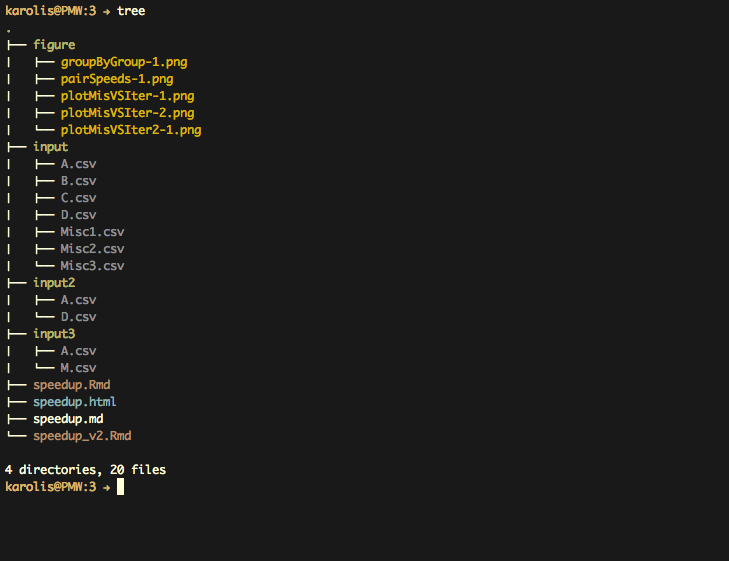 karolis@PMW:3 → tree
.
├── figure
│   ├── groupByGroup-1.png
│   ├── pairSpeeds-1.png
│   ├── plotMisVSIter-1.png
│   ├── plotMisVSIter-2.png
│   └── plotMisVSIter2-1.png
├── input
│   ├── A.csv
│   ├── B.csv
│   ├── C.csv
│   ├── D.csv
│   ├── Misc1.csv
│   ├── Misc2.csv
│   └── Misc3.csv
├── input2
│   ├── A.csv
│   └── D.csv
├── input3
│   ├── A.csv
│   └── M.csv
├── speedup.Rmd
├── speedup.html
├── speedup.md
└── speedup_v2.Rmd

4 directories, 20 files
karolis@PMW:3 →